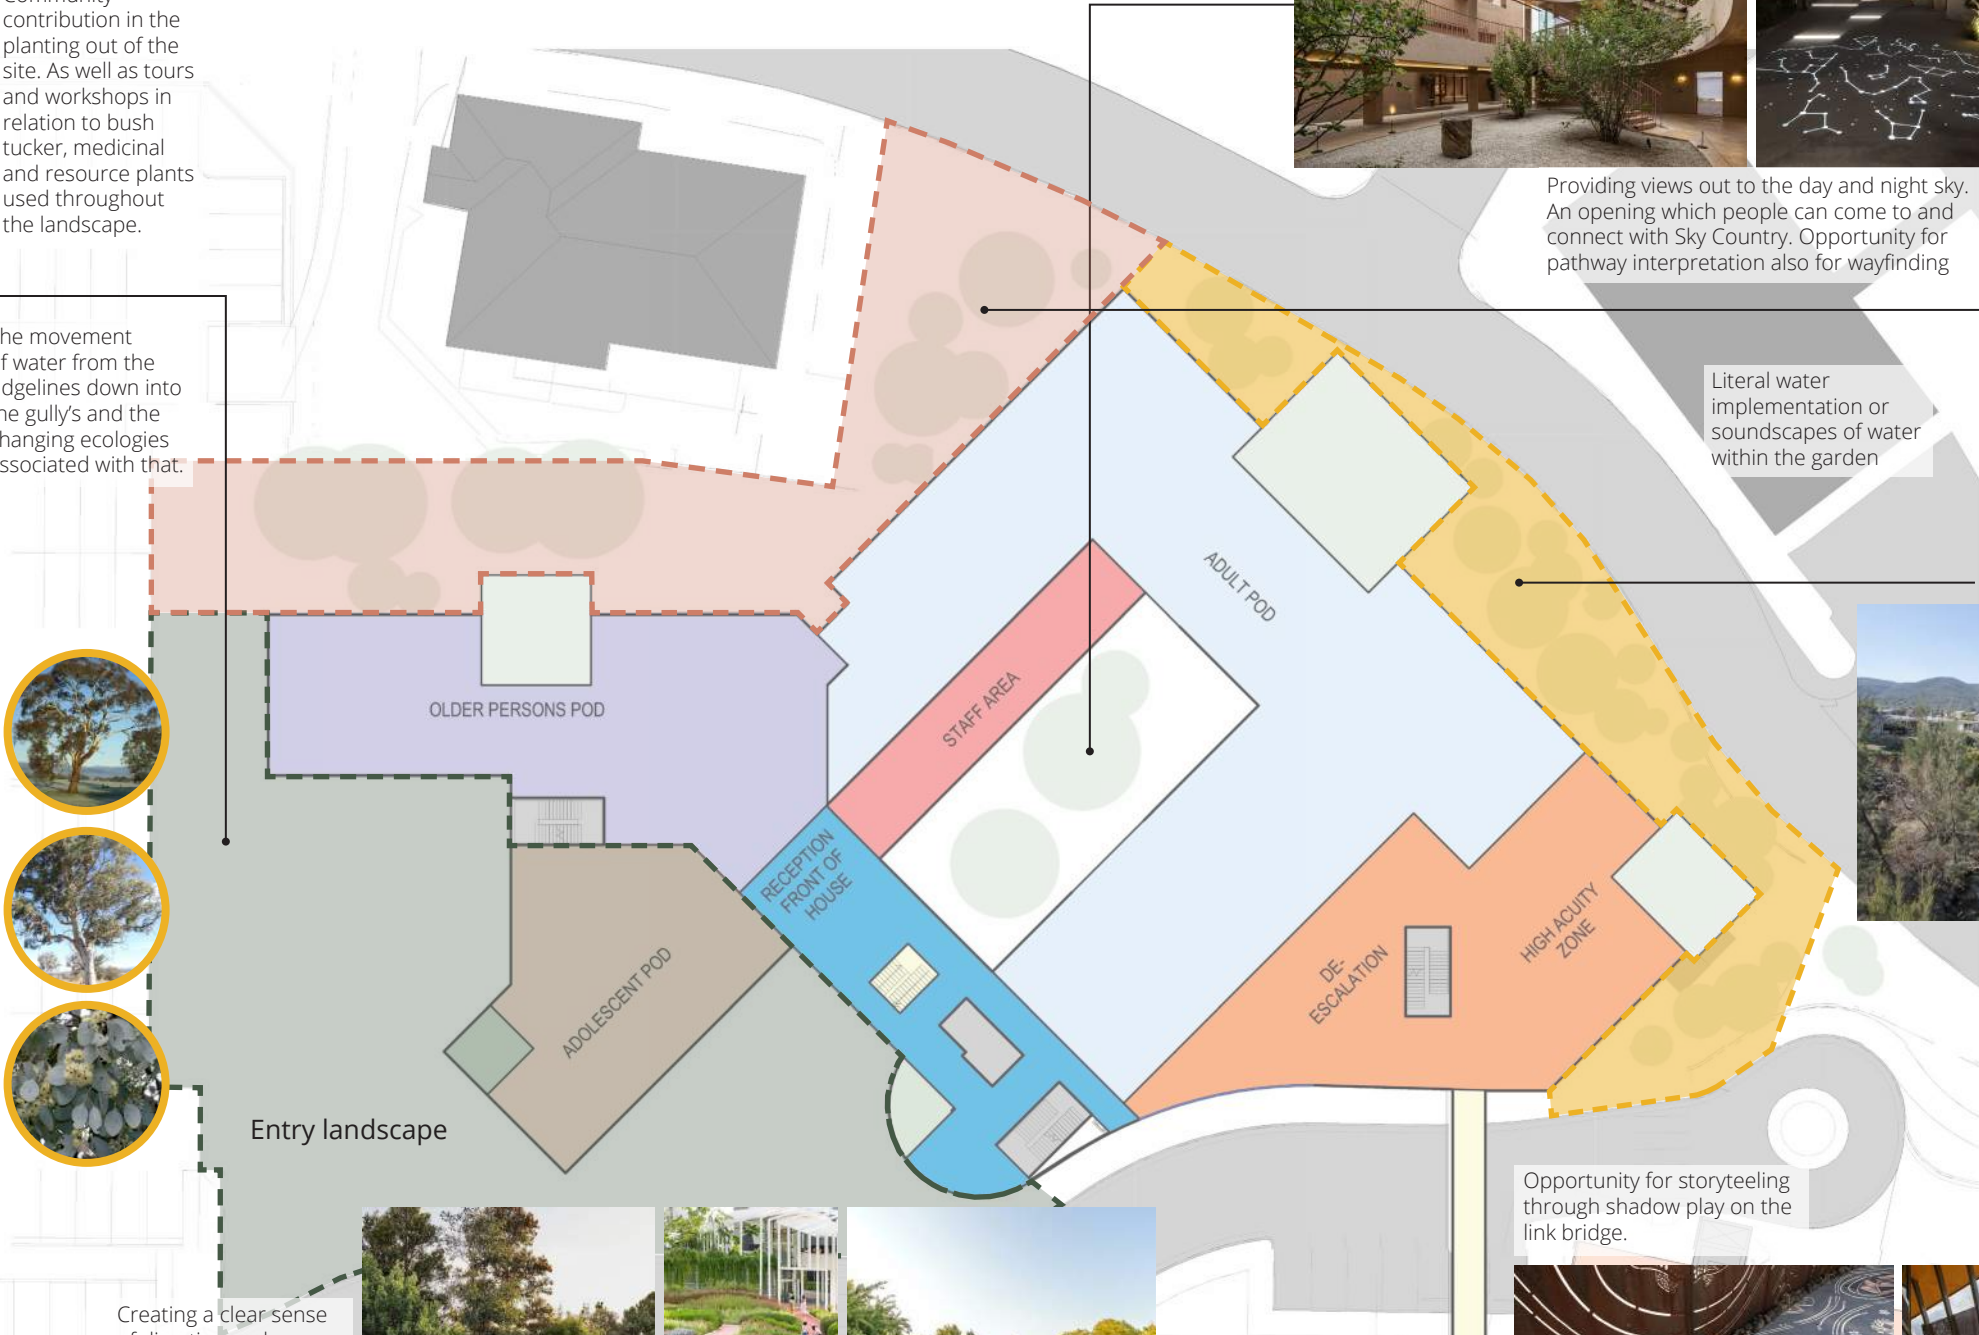 contribution in the
planting out of the
site. As well as tours
and workshops in
relation to bush
tucker, medicinal
and resource plants
used throughout
the landscape.
Providing views out to the day and night sky.
An opening which people can come to and
connect with Sky Country. Opportunity for
pathway interpretation also for wayfinding
he movement
f water from the
dgelines down into
he gully's and the
hanging ecologies
ssociated with that.
Literal water
implementation or
soundscapes of water
within the garden
ADULT POD
OLDER PERSONS POD
STAFF AREA
RECEPTION
FRONT OF
HOUSE
ADOLESCENT POD
DE-
ESCALATION
HIGH ACUITY
ZONE
Entry landscape
Opportunity for storyteeling
through shadow play on the
link bridge.
Creating a clear sense